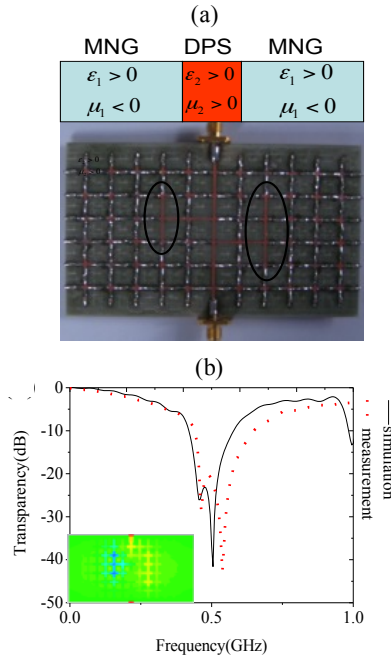 (a)
MNG DPS MNG
ε₁ > 0 ε₂ > 0 ε₁ > 0
μ₁ < 0 μ₂ > 0 μ₁ < 0
(b)
0
-10
-20
-30
-40
-50
Transparency(dB)
0.0 0.5 1.0
Frequency(GHz)
—simulation
measurement